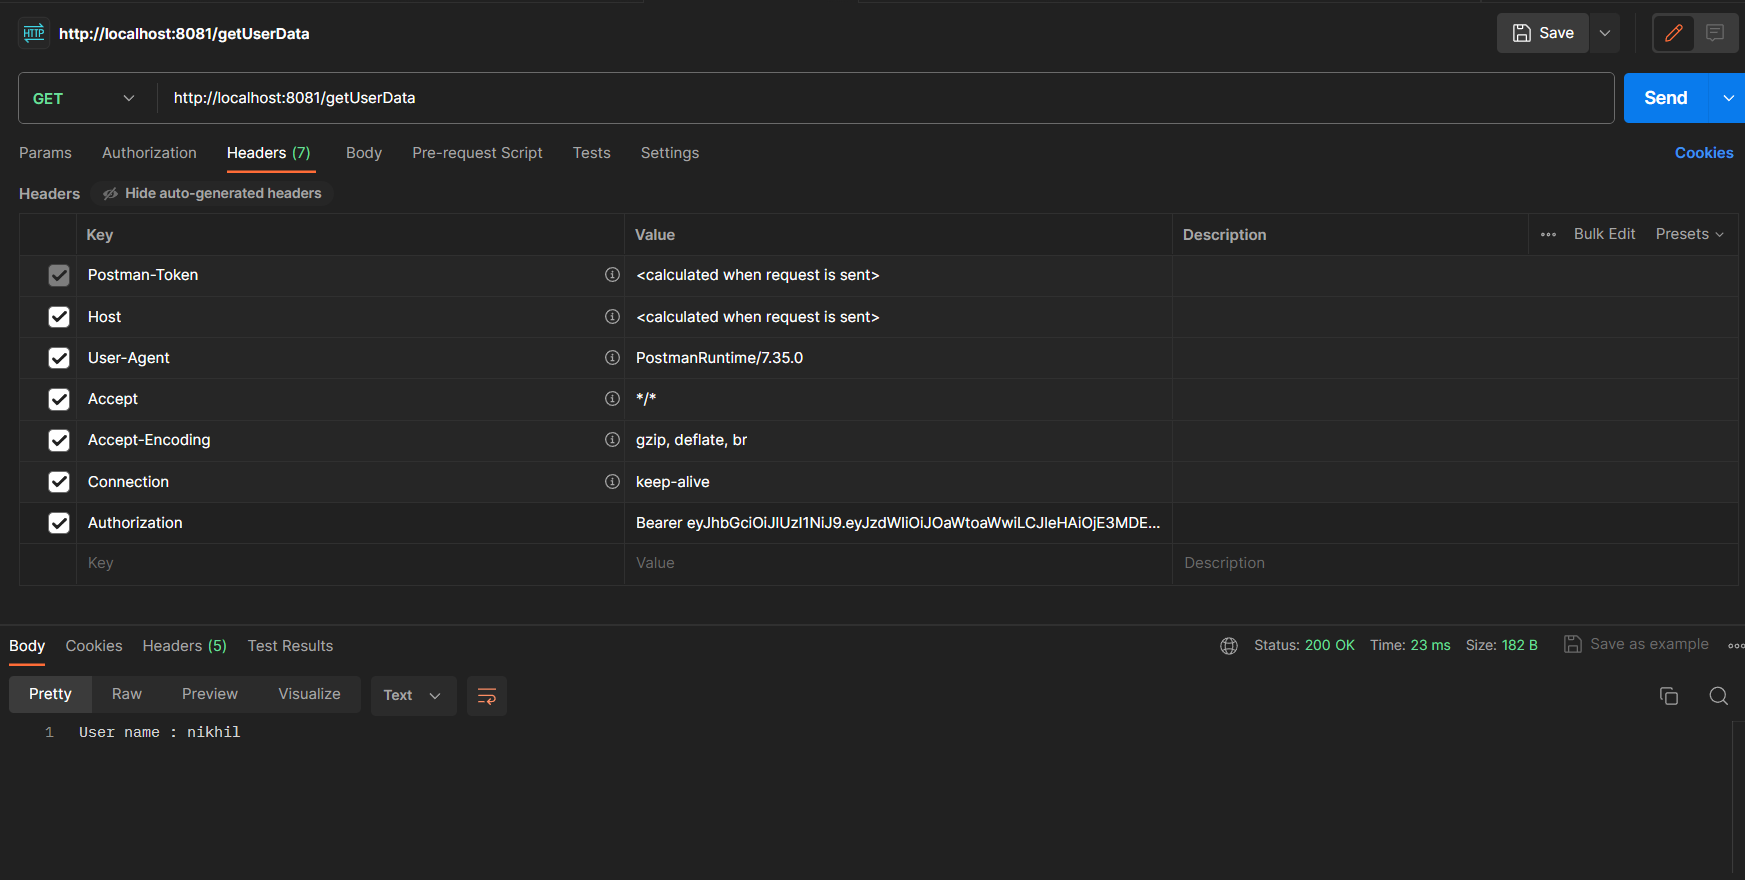 HTTP http://localhost:8081/getUserData Save
GET http://localhost:8081/getUserData Send
Params Authorization Headers (7) Body Pre-request Script Tests Settings Cookies
Headers Hide auto-generated headers
Key Value Description Bulk Edit Presets
Postman-Token <calculated when request is sent>
Host <calculated when request is sent>
User-Agent PostmanRuntime/7.35.0
Accept */*
Accept-Encoding gzip, deflate, br
Connection keep-alive
Authorization Bearer eyJhbGciOiJIUzI1NiJ9.eyJzdWIiOiJOaWtoaWwiLCJleHAiOjE3MDE...
Key Value Description
Body Cookies Headers (5) Test Results Status: 200 OK Time: 23 ms Size: 182 B Save as example
Pretty Raw Preview Visualize Text
1 User name : nikhil